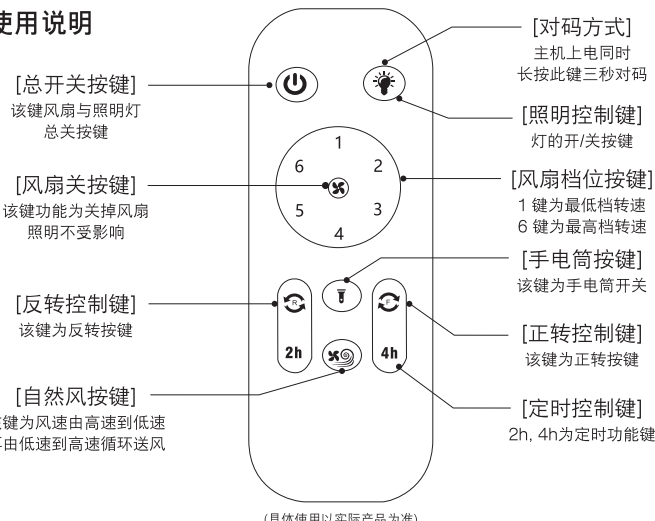 使用说明
[总开关按键]
该键风扇与照明灯
总关按键
[风扇关按键]
该键功能为关掉风扇
照明不受影响
[反转控制键]
该键为反转按键
[自然风按键]
键为风速由高速到低速
由低速到高速循环送风
1
2
3
4
5
6
R
F
2h
4h
[对码方式]
主机上电同时
长按此键三秒对码
[照明控制键]
灯的开/关按键
[风扇档位按键]
1 键为最低档转速
6 键为最高档转速
[手电筒按键]
该键为手电筒开关
[正转控制键]
该键为正转按键
[定时控制键]
2h, 4h为定时功能键
(具体使用以实际产品为准)